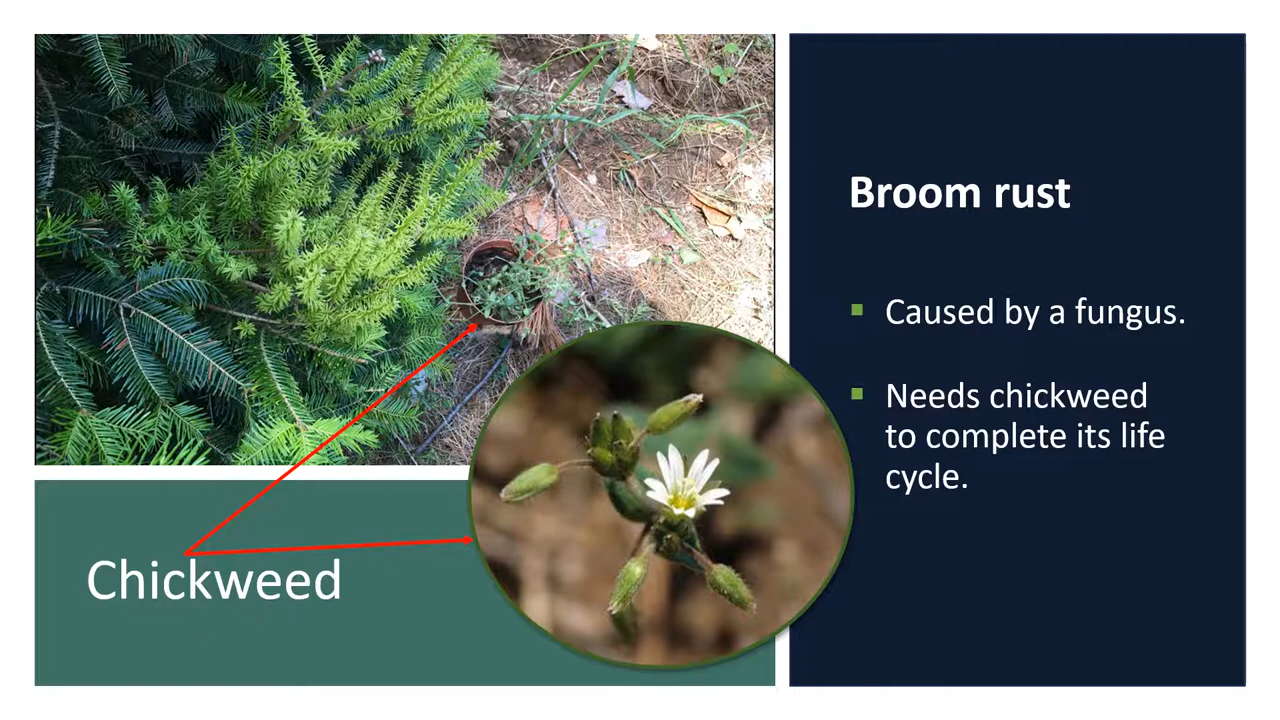 Broom rust
Caused by a fungus.
Needs chickweed
to complete its life
cycle.
Chickweed